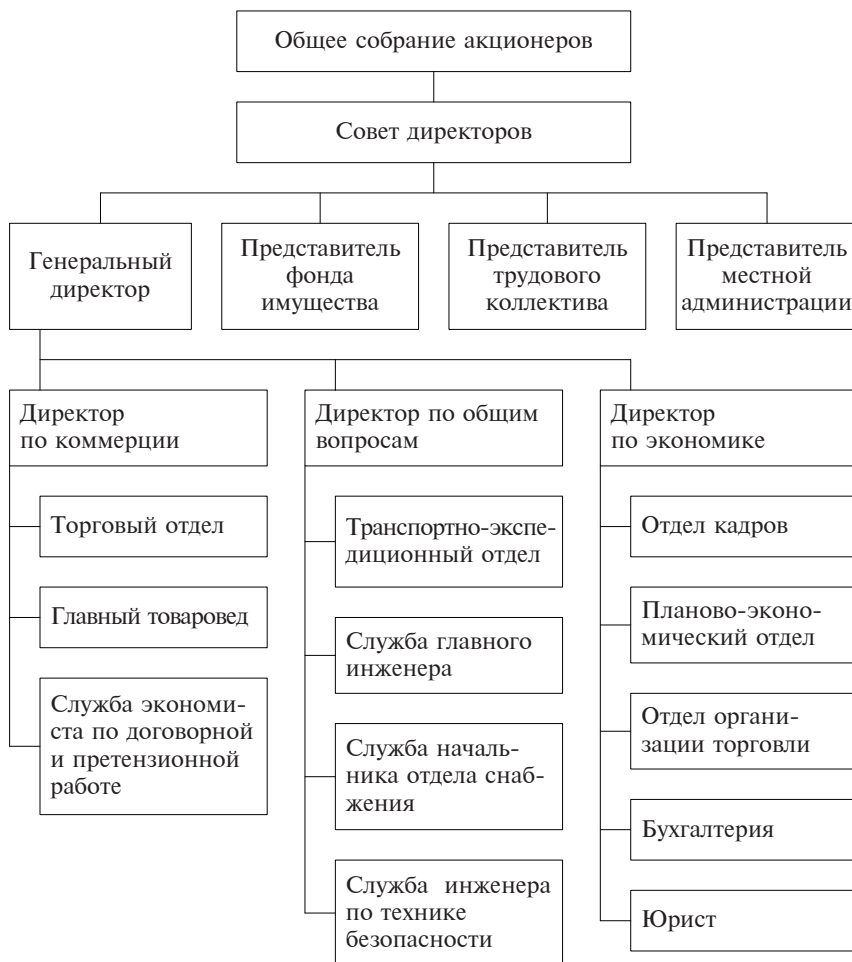 Общее собрание акционеров
Совет директоров
Генеральный
директор
Представитель
фонда
имущества
Представитель
трудового
коллектива
Представитель
местной
администрации
Директор
по коммерции
Торговый отдел
Главный товаровед
Служба экономи-
ста по договорной
и претензионной
работе
Директор по общим
вопросам
Транспортно-экспе-
диционный отдел
Служба главного
инженера
Служба началь-
ника отдела снаб-
жения
Служба инженера
по технике
безопасности
Директор
по экономике
Отдел кадров
Планово-эконо-
мический отдел
Отдел органи-
зации торговли
Бухгалтерия
Юрист